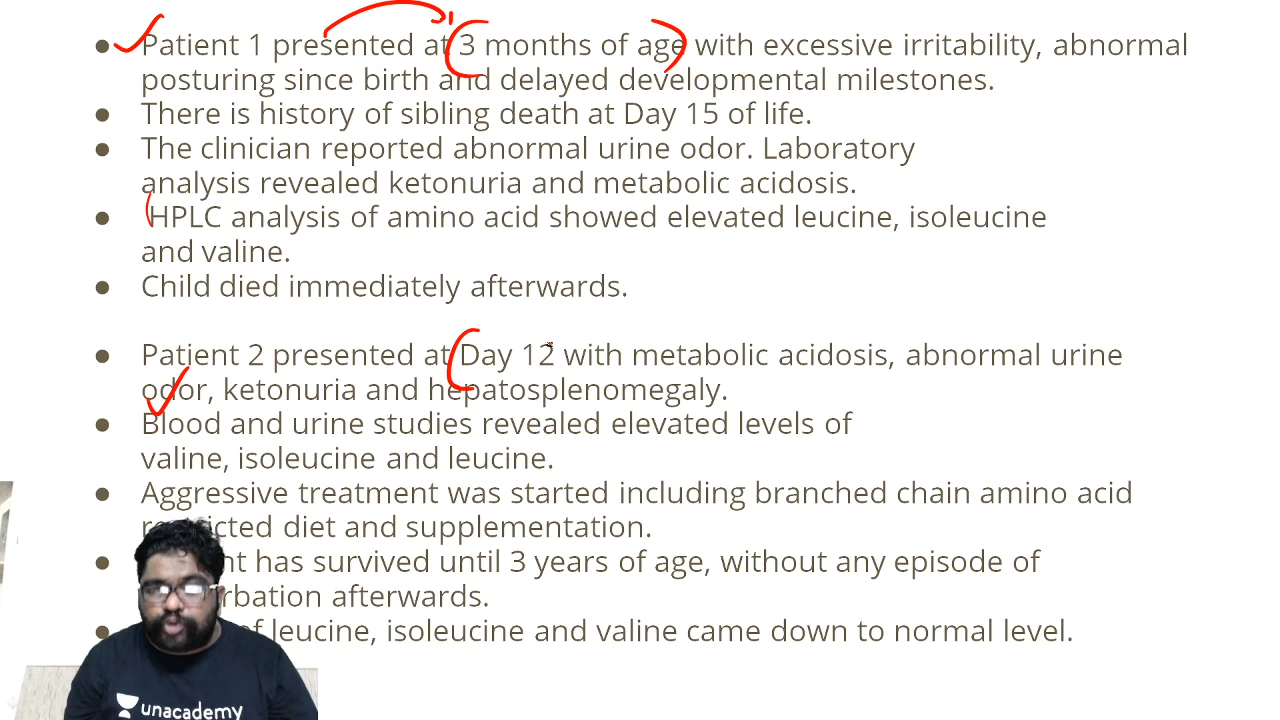 ● Patient 1 presented at 3 months of age with excessive irritability, abnormal
posturing since birth and delayed developmental milestones.
● There is history of sibling death at Day 15 of life.
● The clinician reported abnormal urine odor. Laboratory
analysis revealed ketonuria and metabolic acidosis.
● HPLC analysis of amino acid showed elevated leucine, isoleucine
and valine.
● Child died immediately afterwards.
● Patient 2 presented at Day 12 with metabolic acidosis, abnormal urine
odor, ketonuria and hepatosplenomegaly.
● Blood and urine studies revealed elevated levels of
valine, isoleucine and leucine.
● Aggressive treatment was started including branched chain amino acid
restricted diet and supplementation.
● has survived until 3 years of age, without any episode of
afterwards.
● of leucine, isoleucine and valine came down to normal level.
unacademy